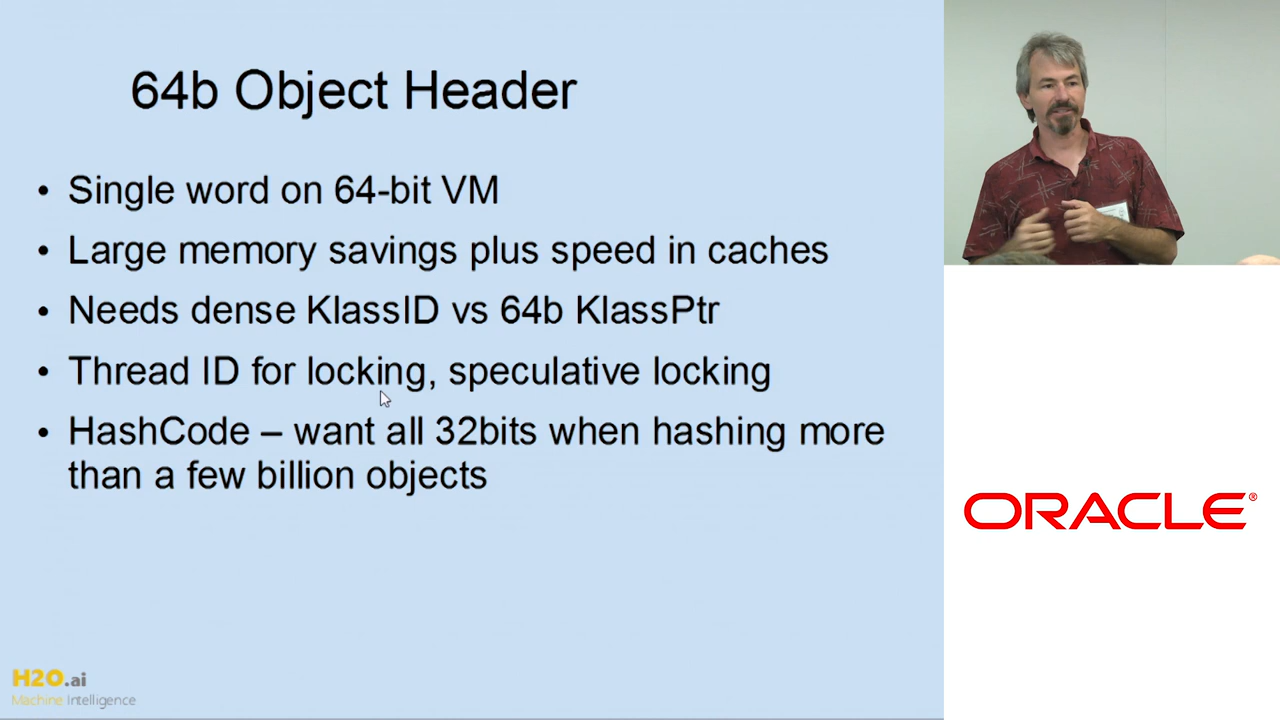 64b Object Header
• Single word on 64-bit VM
• Large memory savings plus speed in caches
• Needs dense KlassID vs 64b KlassPtr
• Thread ID for locking, speculative locking
• HashCode – want all 32bits when hashing more
than a few billion objects
H2O.ai
Machine Intelligence
ORACLE®